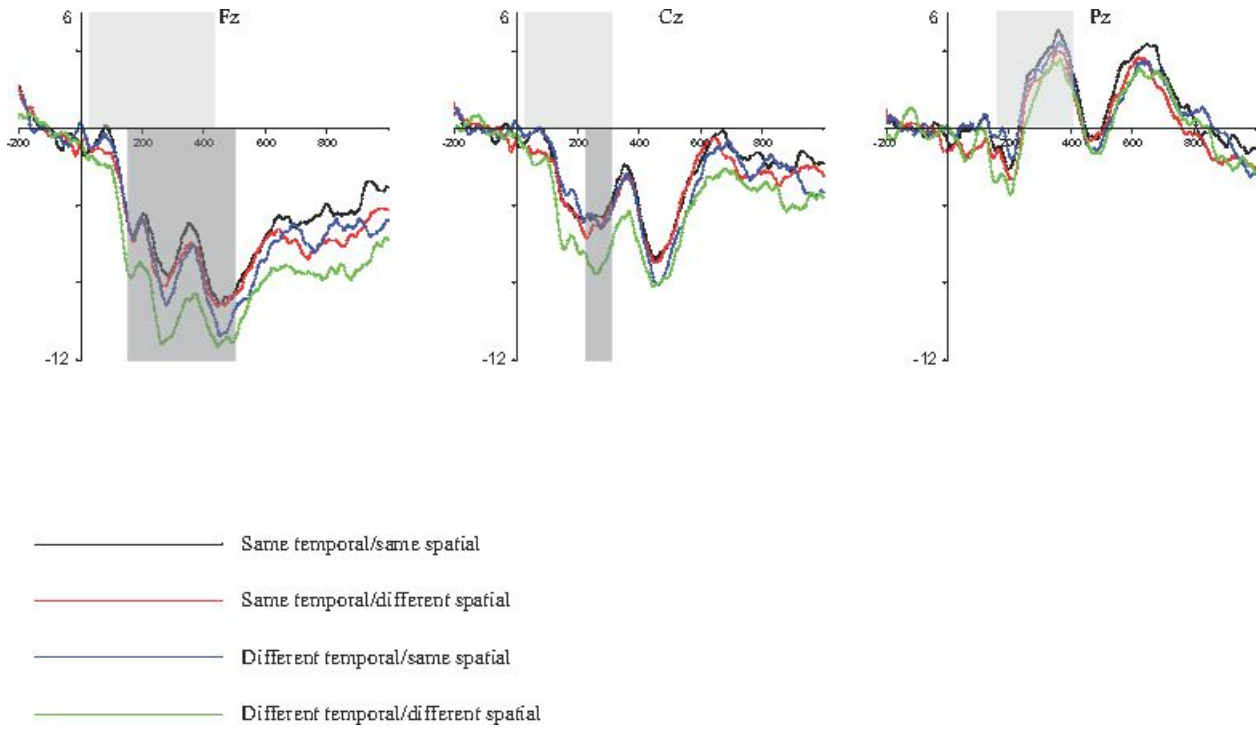 6 Fz 6 Cz 6 Pz
-200 200 400 600 -200 200 400 600 800 -200 200 400 600 800
-12 -12 -12
Same temporal/same spatial
Same temporal/different spatial
Different temporal/same spatial
Different temporal/different spatial